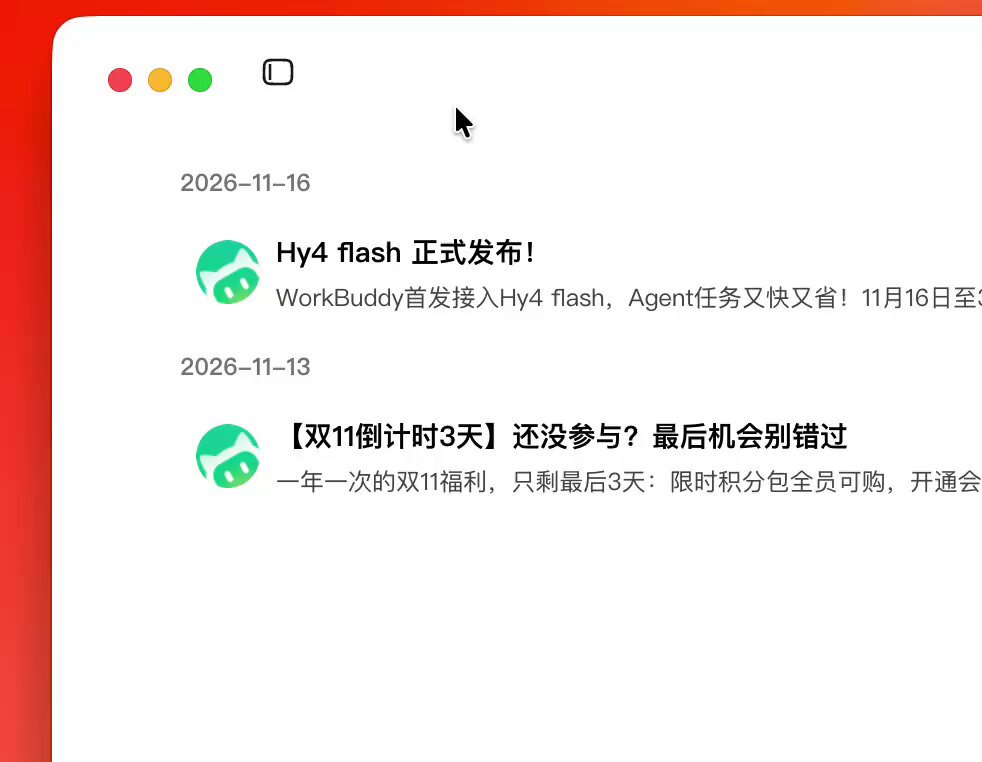 2026-11-16
Hy4 flash 正式发布！
WorkBuddy首发接入Hy4 flash，Agent任务又快又省！11月16日至3
2026-11-13
【双11倒计时3天】还没参与？最后机会别错过
一年一次的双11福利，只剩最后3天：限时积分包全员可购，开通会